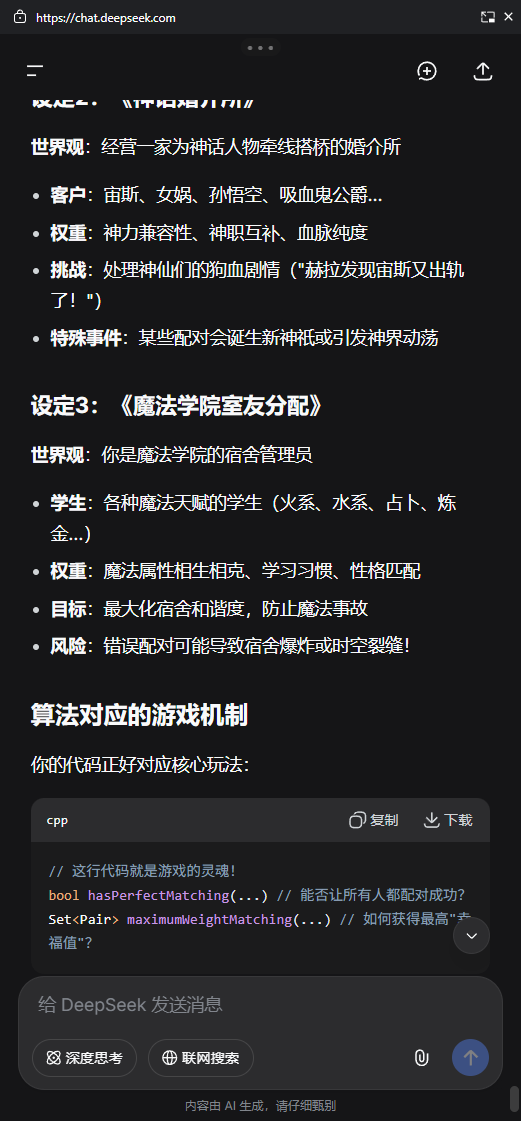 https://chat.deepseek.com
设定2：《神话婚介所》
世界观：经营一家为神话人物牵线搭桥的婚介所
• 客户：宙斯、女娲、孙悟空、吸血鬼公爵...
• 权重：神力兼容性、神职互补、血脉纯度
• 挑战：处理神仙们的狗血剧情（"赫拉发现宙斯又出轨
了！"）
• 特殊事件：某些配对会诞生新神祇或引发神界动荡
设定3：《魔法学院室友分配》
世界观：你是魔法学院的宿舍管理员
• 学生：各种魔法天赋的学生（火系、水系、占卜、炼
金...）
• 权重：魔法属性相生相克、学习习惯、性格匹配
• 目标：最大化宿舍和谐度，防止魔法事故
• 风险：错误配对可能导致宿舍爆炸或时空裂缝！
算法对应的游戏机制
你的代码正好对应核心玩法：
cpp
复制
下载
// 这行代码就是游戏的灵魂！
bool hasPerfectMatching(...) // 能否让所有人都配对成功？
Set<Pair> maximumWeightMatching(...) // 如何获得最高"幸
福值"？
给 DeepSeek 发送消息
深度思考
联网搜索
内容由 AI 生成，请仔细甄别